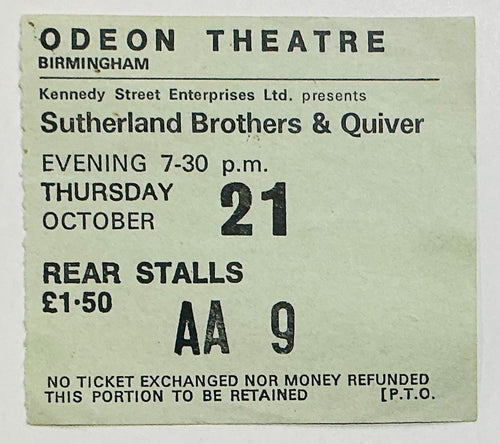 ODEON THEATRE
BIRMINGHAM
Kennedy Street Enterprises Ltd. presents
Sutherland Brothers & Quiver
EVENING 7-30 p.m.
THURSDAY
OCTOBER 21
REAR STALLS
£1·50
AA 9
NO TICKET EXCHANGED NOR MONEY REFUNDED
THIS PORTION TO BE RETAINED [P.T.O.